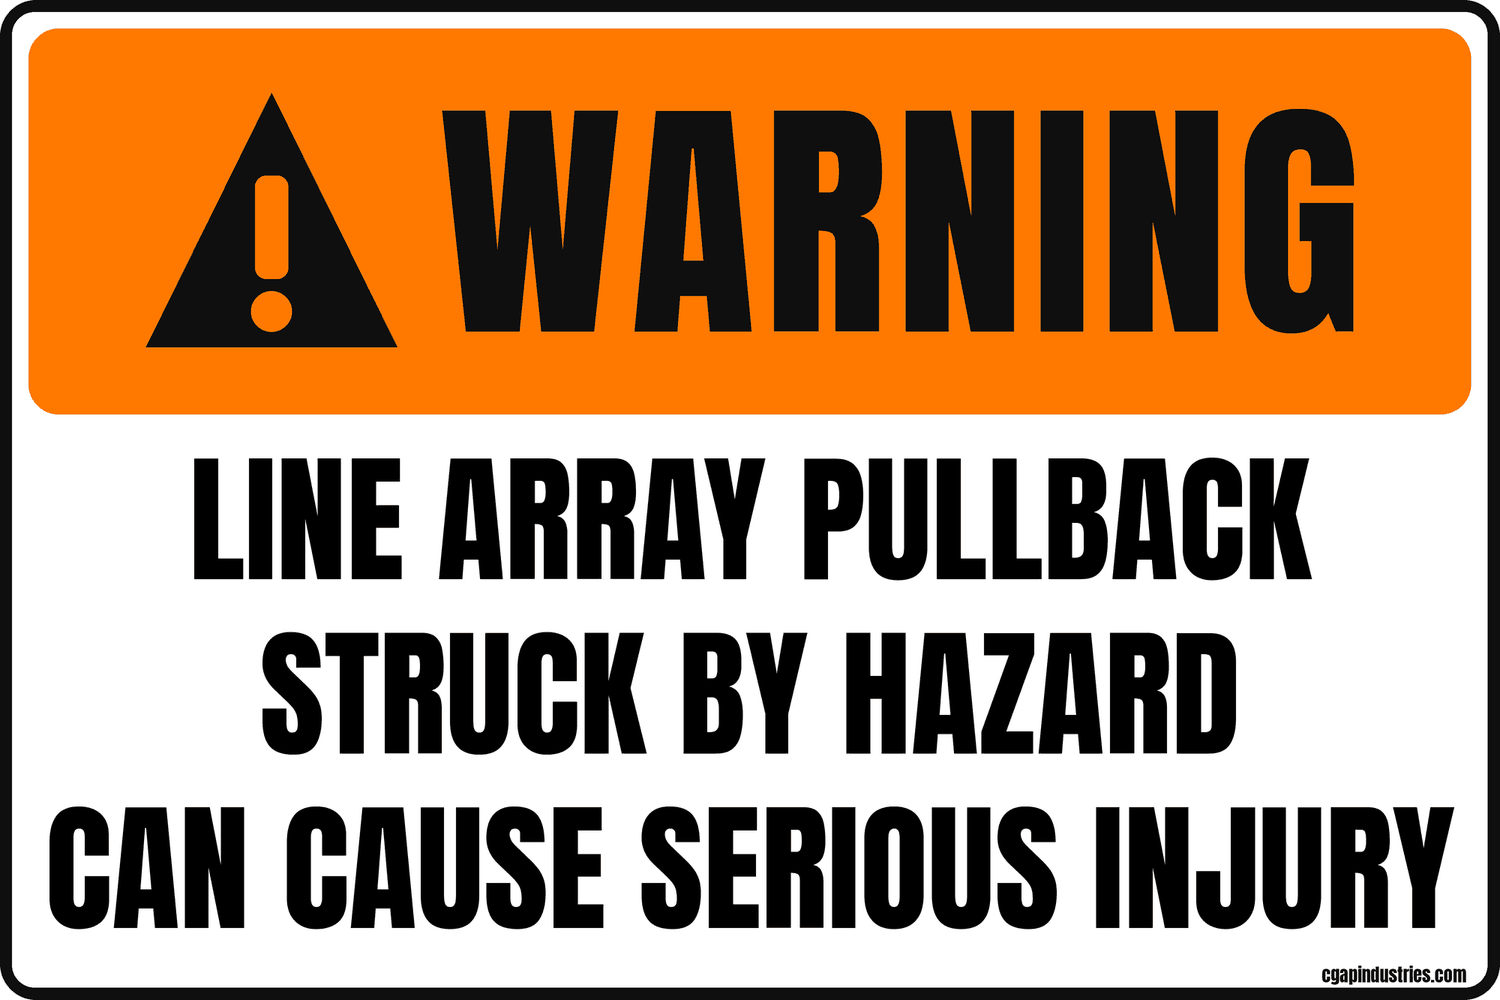 WARNING
LINE ARRAY PULLBACK
STRUCK BY HAZARD
CAN CAUSE SERIOUS INJURY
cgapindustries.com